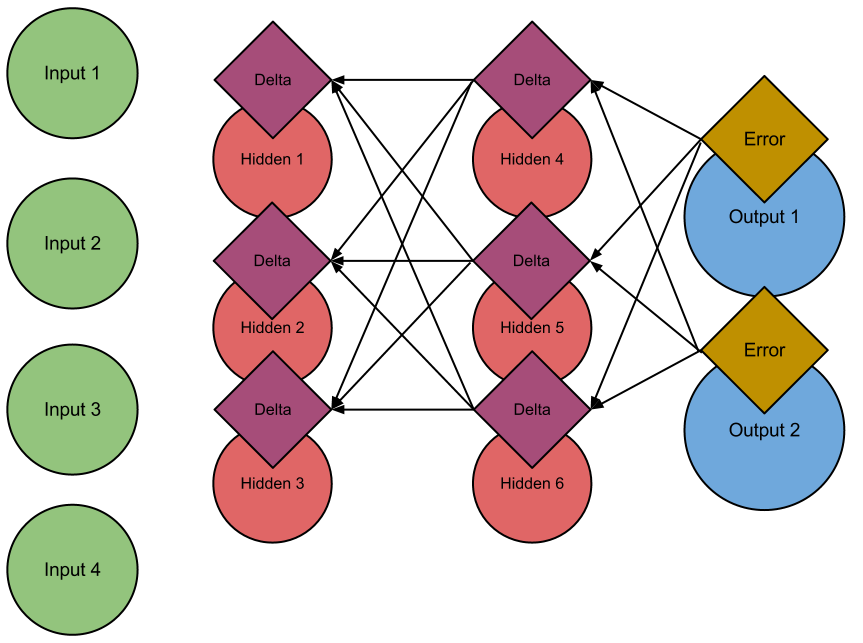 Input 1
Input 2
Input 3
Input 4
Delta
Hidden 1
Delta
Hidden 2
Delta
Hidden 3
Delta
Hidden 4
Delta
Hidden 5
Delta
Hidden 6
Error
Output 1
Error
Output 2